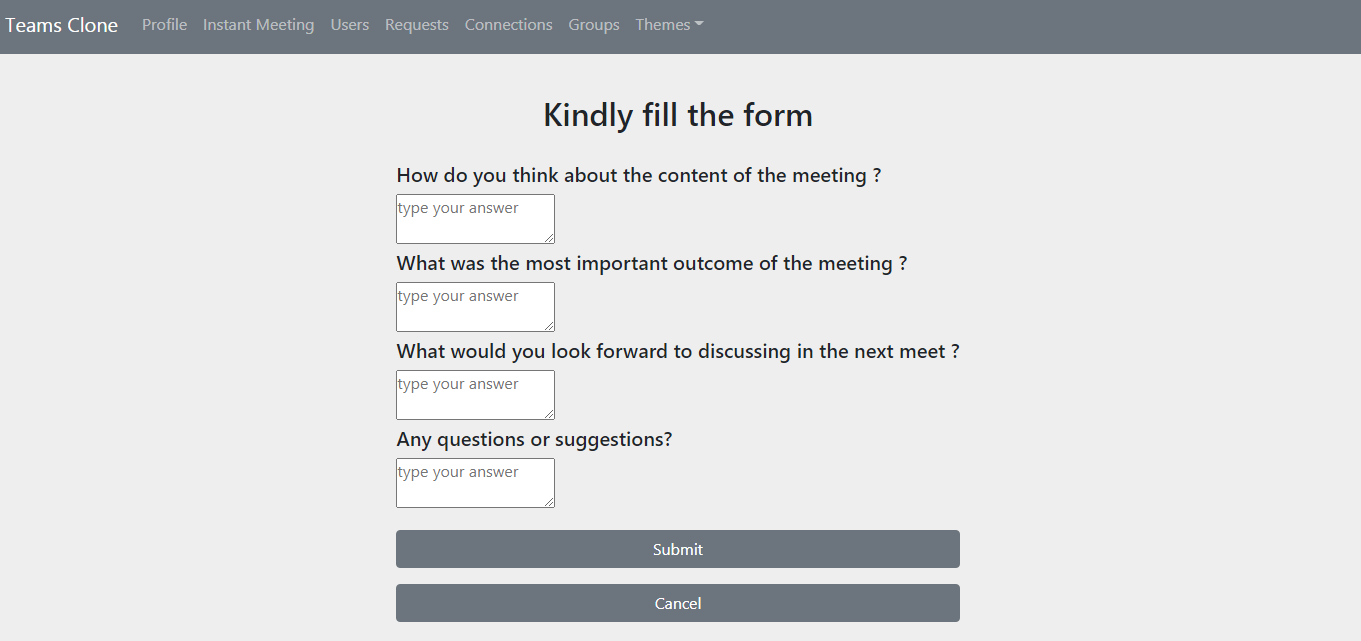 Teams Clone Profile Instant Meeting Users Requests Connections Groups Themes
Kindly fill the form
How do you think about the content of the meeting ?
type your answer
What was the most important outcome of the meeting ?
type your answer
What would you look forward to discussing in the next meet ?
type your answer
Any questions or suggestions?
type your answer
Submit
Cancel